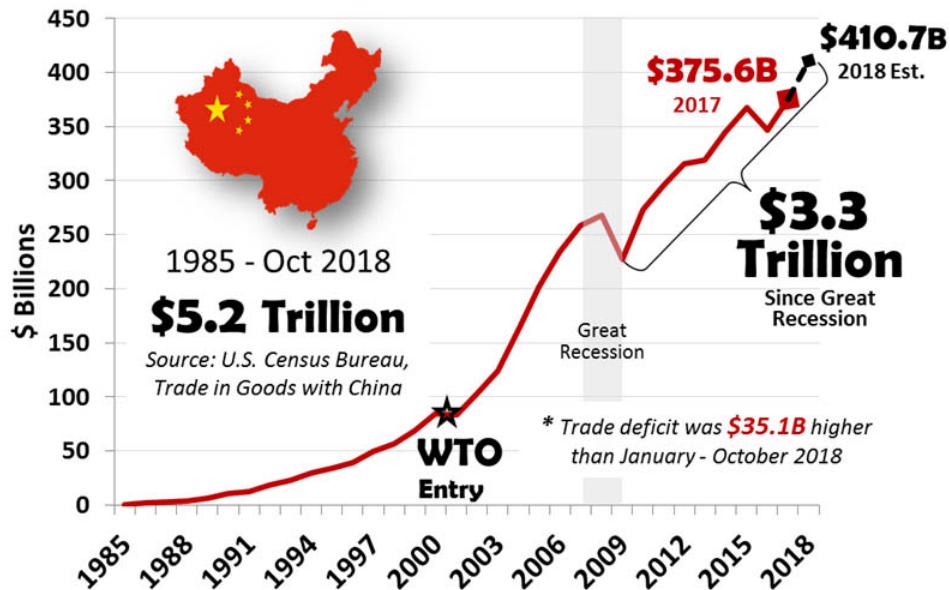 450
400
350
300
250
200
150
100
50
0
$ Billions
1985 - Oct 2018
$5.2 Trillion
Source: U.S. Census Bureau,
Trade in Goods with China
WTO
Entry
Great
Recession
$375.6B
2017
$410.7B
2018 Est.
$3.3
Trillion
Since Great
Recession
* Trade deficit was $35.1B higher
than January - October 2018
1985
1988
1991
1994
1997
2000
2003
2006
2009
2012
2015
2018